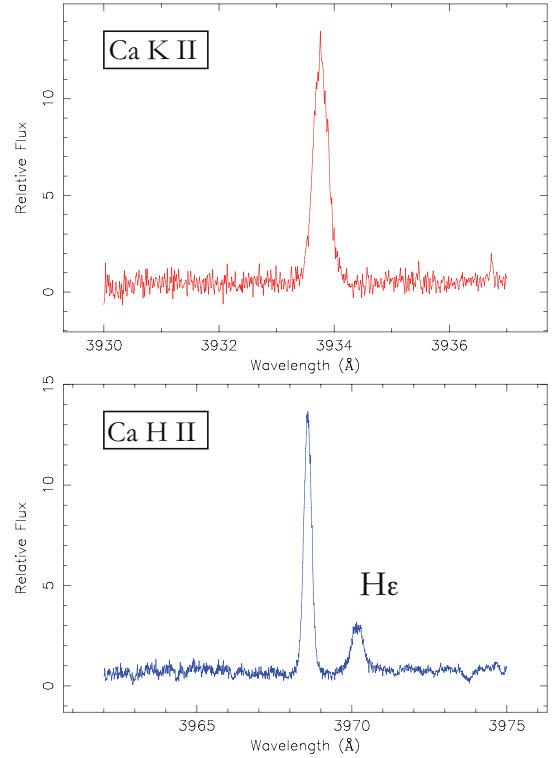 Ca K II
10
5
0
Relative Flux
3930
3932
3934
3936
Wavelength (Å)
Ca H II
15
10
5
0
Relative Flux
Hε
3965
3970
3975
Wavelength (Å)